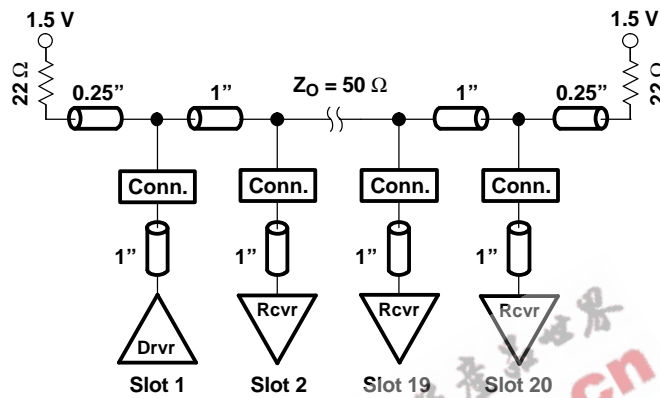 1.5 V
1.5 V
22 Ω
0.25”
1”
Z_O = 50 Ω
1”
0.25”
22 Ω
Conn.
Conn.
Conn.
Conn.
1”
1”
1”
1”
Drvr
Rcvr
Rcvr
Rcvr
Slot 1
Slot 2
Slot 19
Slot 20
.cn